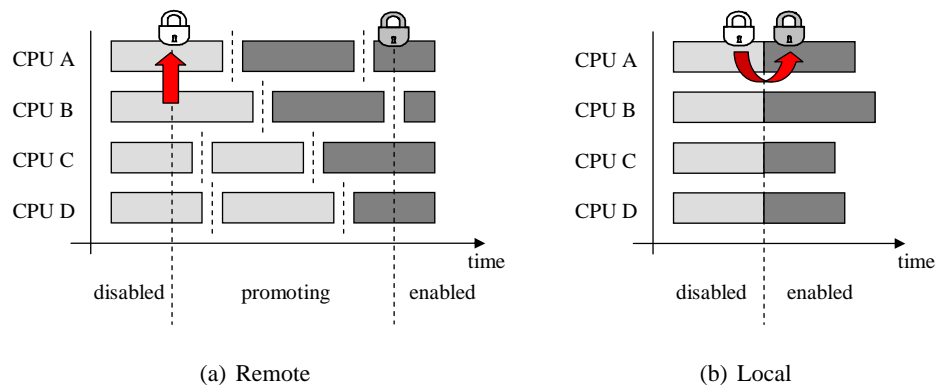 CPU A
CPU B
CPU C
CPU D
time
disabled
promoting
enabled
(a) Remote
CPU A
CPU B
CPU C
CPU D
time
disabled
enabled
(b) Local